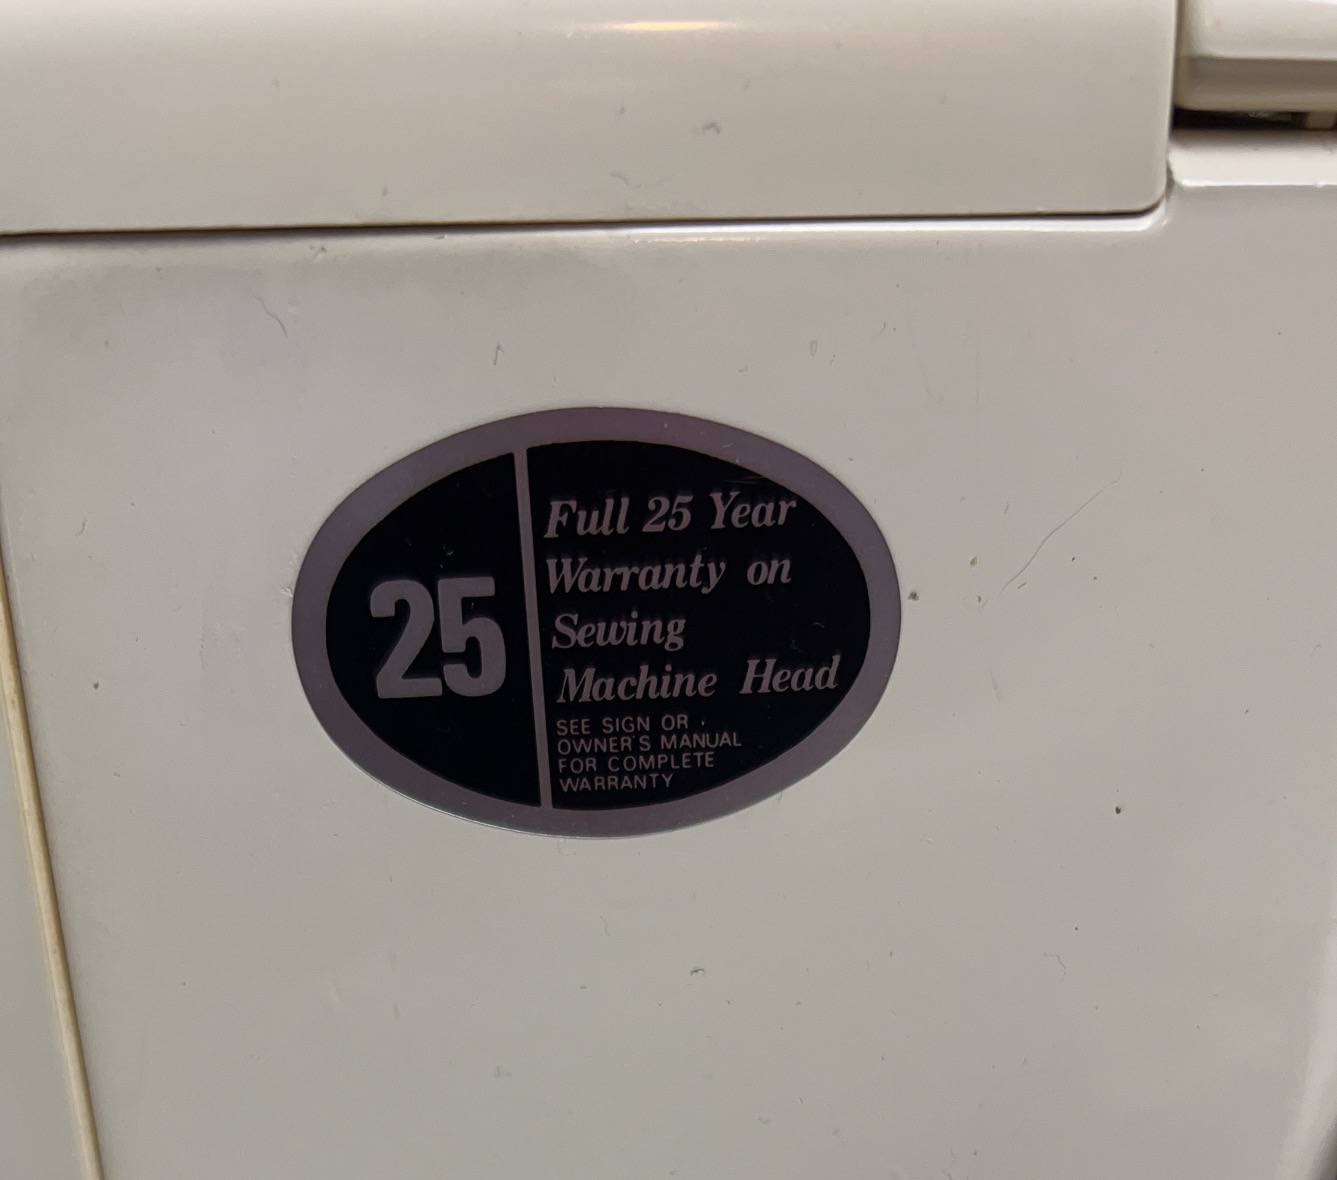 25
Full 25 Year
Warranty on
Sewing
Machine Head
SEE SIGN OR
OWNER'S MANUAL
FOR COMPLETE
WARRANTY